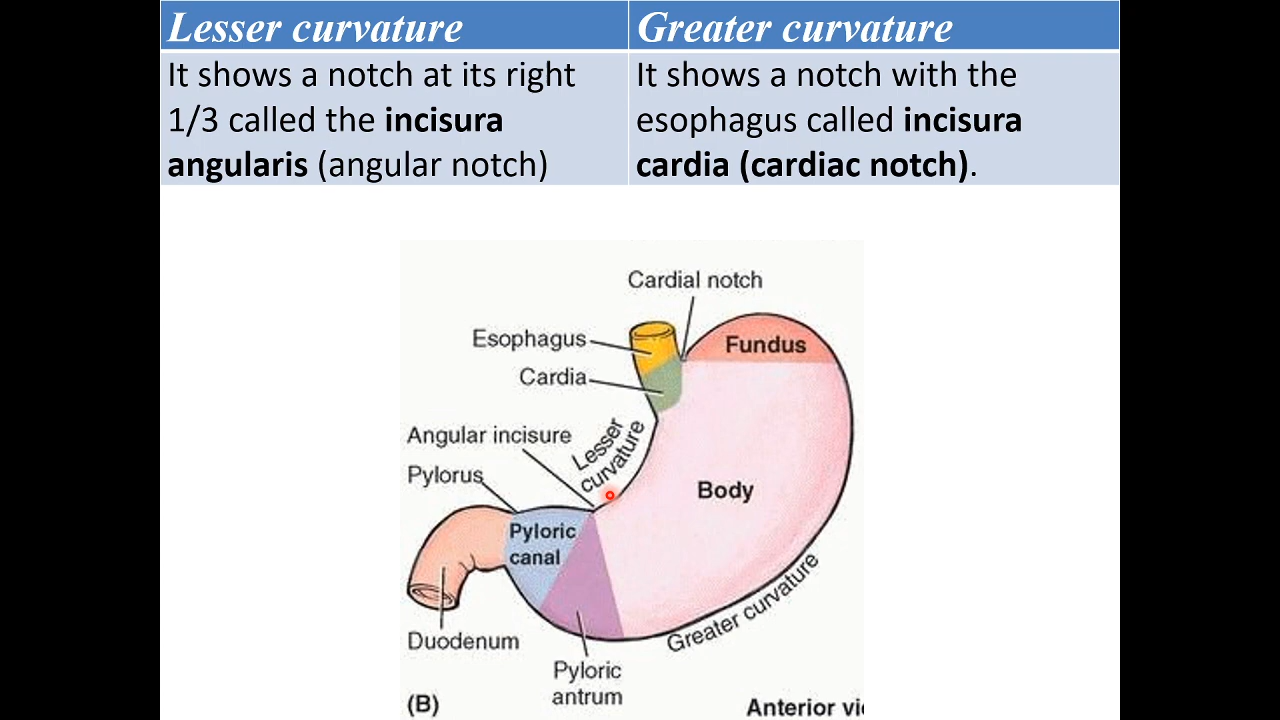 Lesser curvature
Greater curvature
It shows a notch at its right
1/3 called the incisura
angularis (angular notch)
It shows a notch with the
esophagus called incisura
cardia (cardiac notch).
Cardial notch
Esophagus
Fundus
Cardia
Angular incisure
Lesser
curvature
Pylorus
Body
Pyloric
canal
Greater curvature
Duodenum
Pyloric
antrum
(B)
Anterior vi